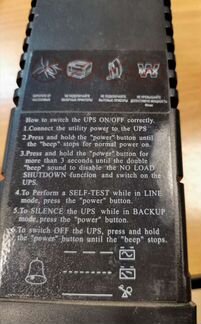 How to switch the UPS ON/OFF correctly.
1.Connect the utility power to the UPS
2.Press and hold the "power" button until
the "beep" stops for normal power on.
3.Press and hold the "power" button for
more than 3 seconds until the double
"beep" sound to disable the NO LOAD
SHUTDOWN function and switch on the
UPS.
4.To Perform a SELF-TEST while in LINE
mode, press the "power" button.
5.To SILENCE the UPS while in BACKUP
mode, press the "power" button.
6.To switch OFF the UPS, press and hold
the "power" button until the "beep" stops.